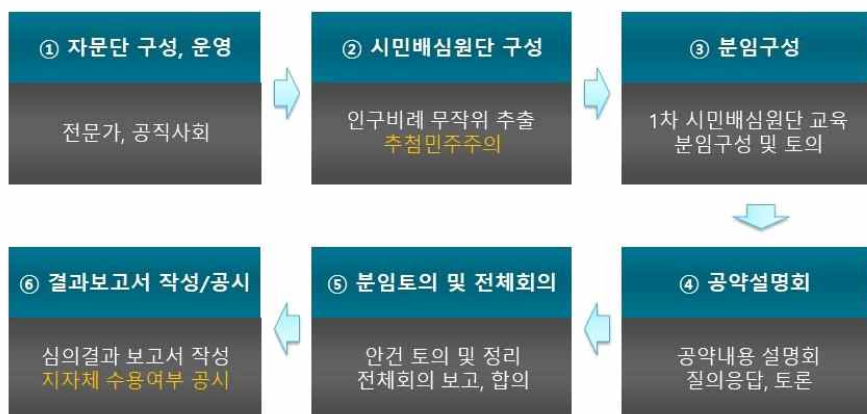 ① 자문단 구성, 운영
전문가, 공직사회
② 시민배심원단 구성
인구비례 무작위 추출
추첨민주주의
③ 분임구성
1차 시민배심원단 교육
분임구성 및 토의
④ 공약설명회
공약내용 설명회
질의응답, 토론
⑤ 분임토의 및 전체회의
안건 토의 및 정리
전체회의 보고, 합의
⑥ 결과보고서 작성/공시
심의결과 보고서 작성
지자체 수용여부 공시